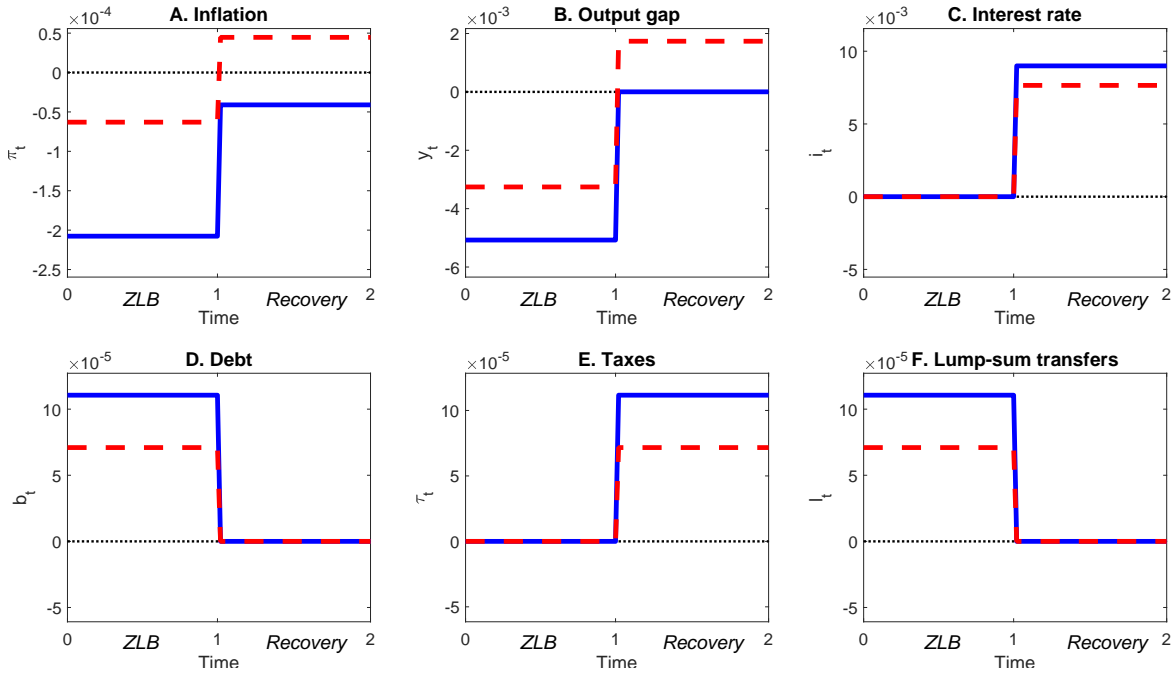 A. Inflation
×10⁻⁴
0.5
0
-0.5
-1
-1.5
-2
-2.5
π_t
0
1
2
ZLB
Recovery
Time
B. Output gap
×10⁻³
2
0
-2
-4
-6
y_t
0
1
2
ZLB
Recovery
Time
C. Interest rate
×10⁻³
10
5
0
-5
i_t
0
1
2
ZLB
Recovery
Time
D. Debt
×10⁻⁵
10
5
0
-5
b_t
0
1
2
ZLB
Recovery
Time
E. Taxes
×10⁻⁵
10
5
0
-5
τ_t
0
1
2
ZLB
Recovery
Time
F. Lump-sum transfers
×10⁻⁵
10
5
0
-5
l_t
0
1
2
ZLB
Recovery
Time